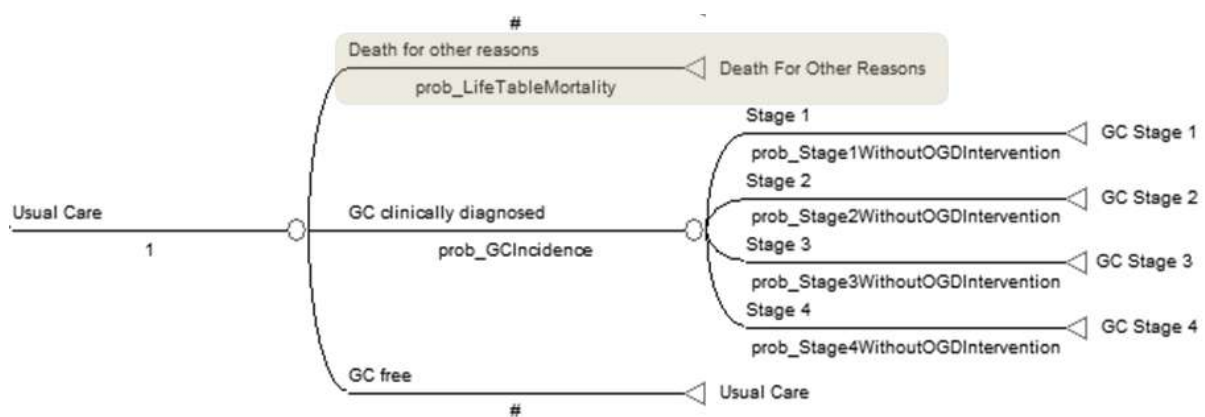 #
Death for other reasons
Death For Other Reasons
prob_LifeTableMortality
Stage 1
GC Stage 1
prob_Stage1WithoutOGDIntervention
Stage 2
GC Stage 2
prob_Stage2WithoutOGDIntervention
Usual Care
1
GC clinically diagnosed
prob_GCIncidence
Stage 3
GC Stage 3
prob_Stage3WithoutOGDIntervention
Stage 4
GC Stage 4
prob_Stage4WithoutOGDIntervention
GC free
Usual Care
#